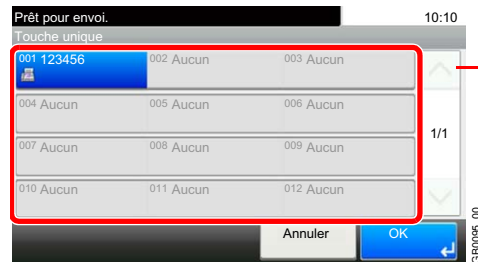 Prêt pour envoi. 10:10
Touche unique
001 123456 002 Aucun 003 Aucun
004 Aucun 005 Aucun 006 Aucun
1/1
007 Aucun 008 Aucun 009 Aucun
010 Aucun 011 Aucun 012 Aucun
Annuler OK
GB0095_00